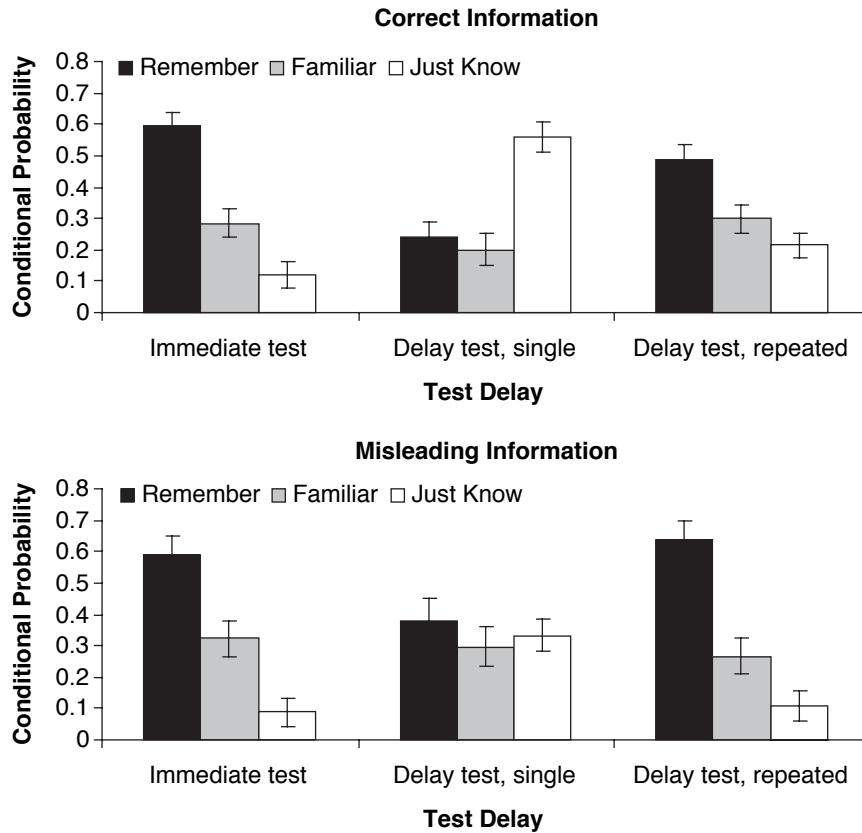 Correct Information
Conditional Probability
0.8
0.7
0.6
0.5
0.4
0.3
0.2
0.1
0
Remember Familiar Just Know
Immediate test Delay test, single Delay test, repeated
Test Delay
Misleading Information
Conditional Probability
0.8
0.7
0.6
0.5
0.4
0.3
0.2
0.1
0
Remember Familiar Just Know
Immediate test Delay test, single Delay test, repeated
Test Delay